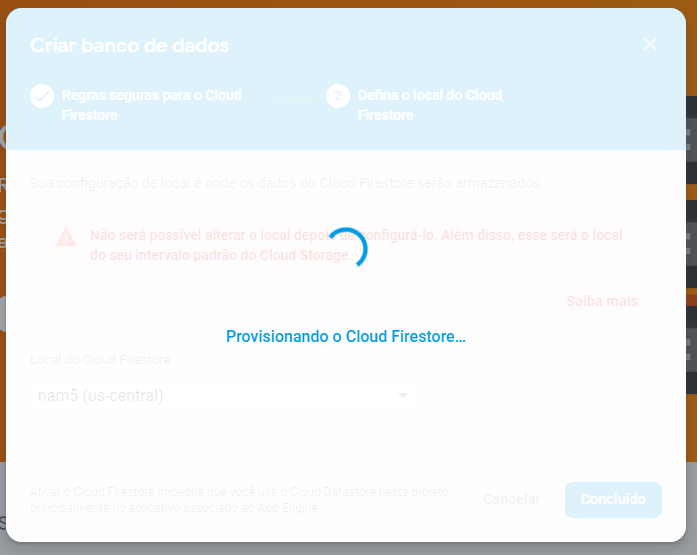 Criar banco de dados
Regras seguras para o Cloud
Firestore
2
Defina o local do Cloud
Firestore
Sua configuração de local é onde os dados do Cloud Firestore serão armazenados.
Não será possível alterar o local depois de configurá-lo. Além disso, esse será o local
do seu intervalo padrão do Cloud Storage.
Saiba mais
Provisionando o Cloud Firestore…
Local do Cloud Firestore
nam5 (us-central)
Ativar o Cloud Firestore impedirá que você use o Cloud Datastore neste projeto,
principalmente no aplicativo associado ao App Engine
Cancelar
Concluído